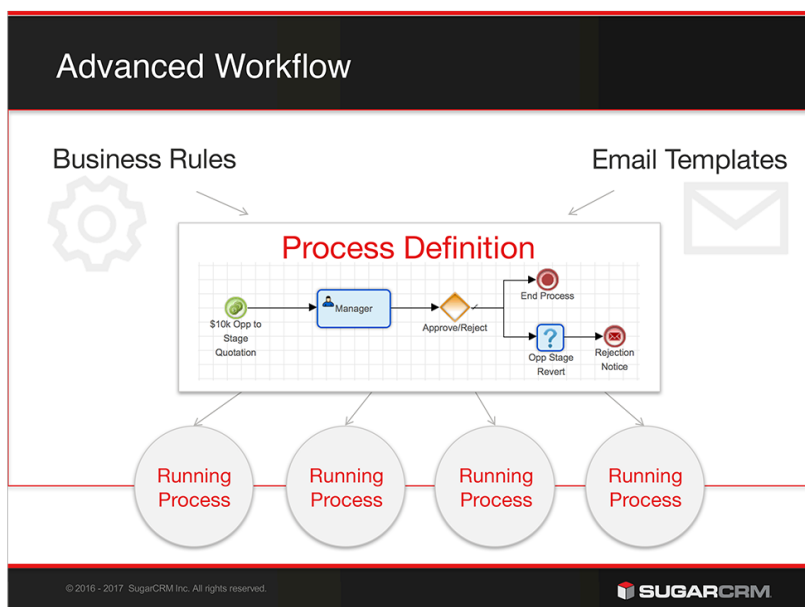 Advanced Workflow
Business Rules
Email Templates
Process Definition
$10k Opp to
Stage
Quotation
Manager
Approve/Reject
End Process
?
Opp Stage
Revert
Rejection
Notice
Running
Process
Running
Process
Running
Process
Running
Process
© 2016 - 2017 SugarCRM Inc. All rights reserved.
SUGARCRM